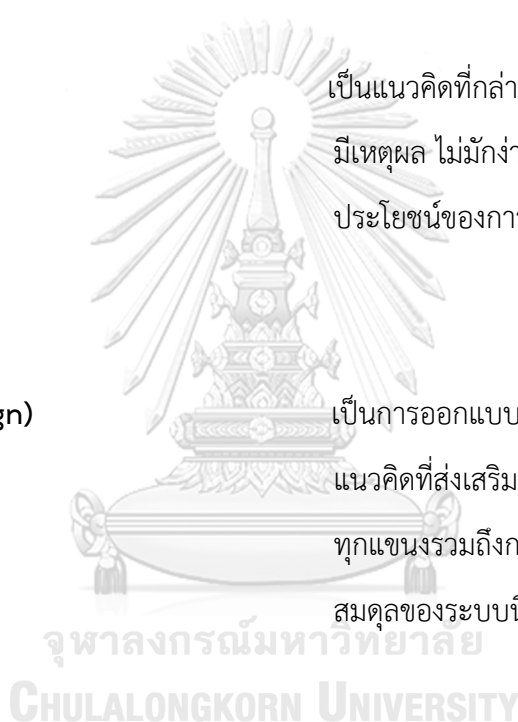 เป็นแนวคิดที่กล่า
มีเหตุผล ไม่มักง่า
ประโยชน์ของการ
gn)
เป็นการออกแบบ
แนวคิดที่ส่งเสริม
ทุกแขนงรวมถึงก
สมดุลของระบบนิ
จุฬาลงกรณ์มหาวิทยาลัย
CHULALONGKORN UNIVERSITY